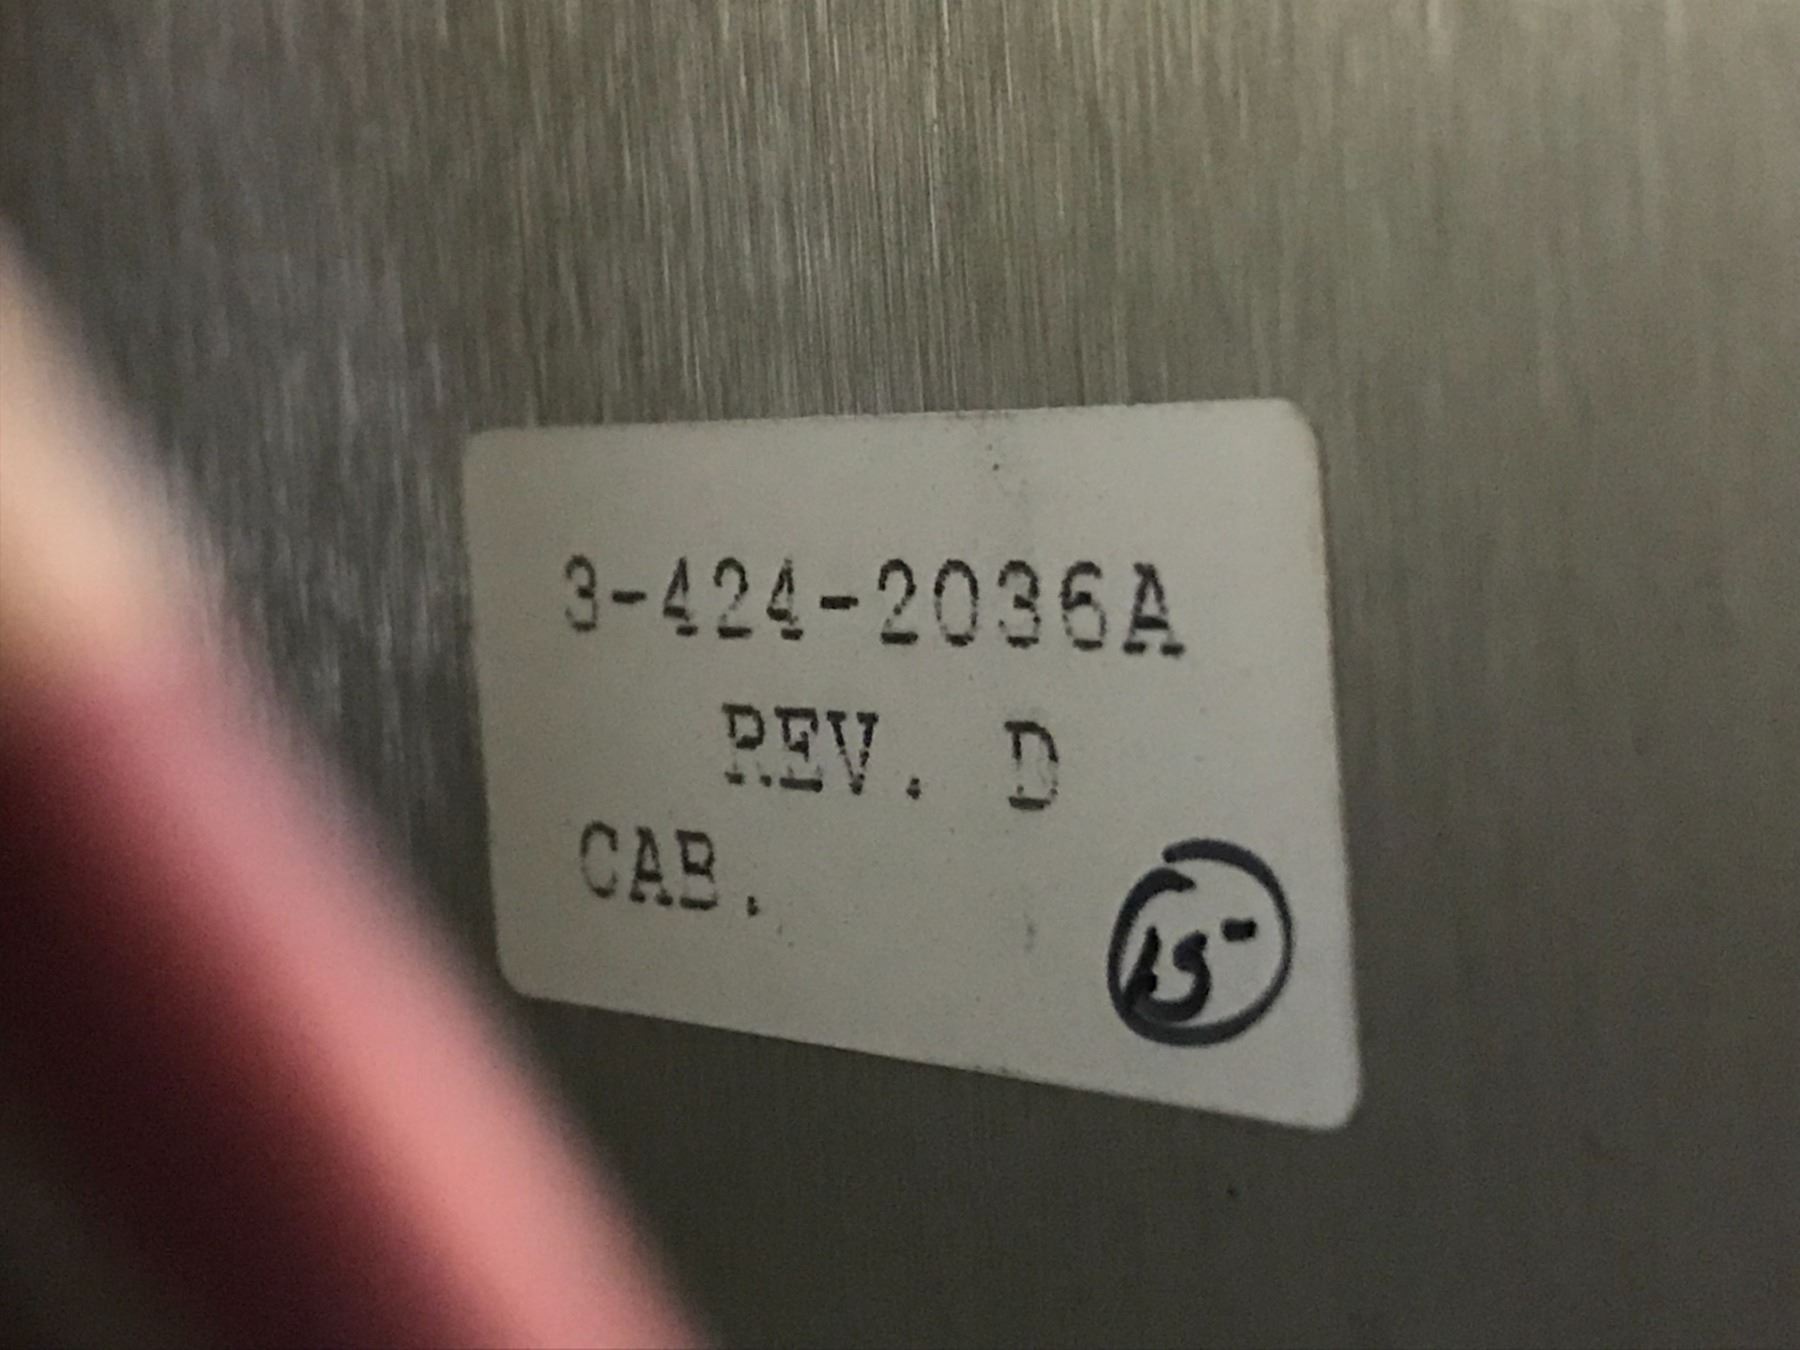 3-424-2036A
REV. D
CAB.
15-